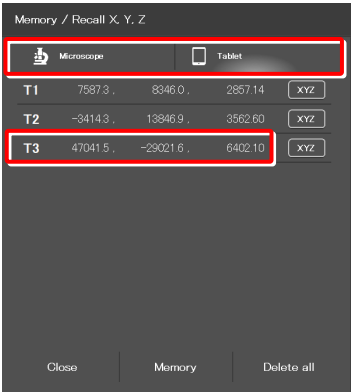 Memory / Recall X, Y, Z
Microscope Tablet
T1 7587.3 , 8346.0 , 2857.14 XYZ
T2 -3414.3 , 13846.9 , 3562.60 XYZ
T3 47041.5 , -29021.6 , 6402.10 XYZ
Close Memory Delete all